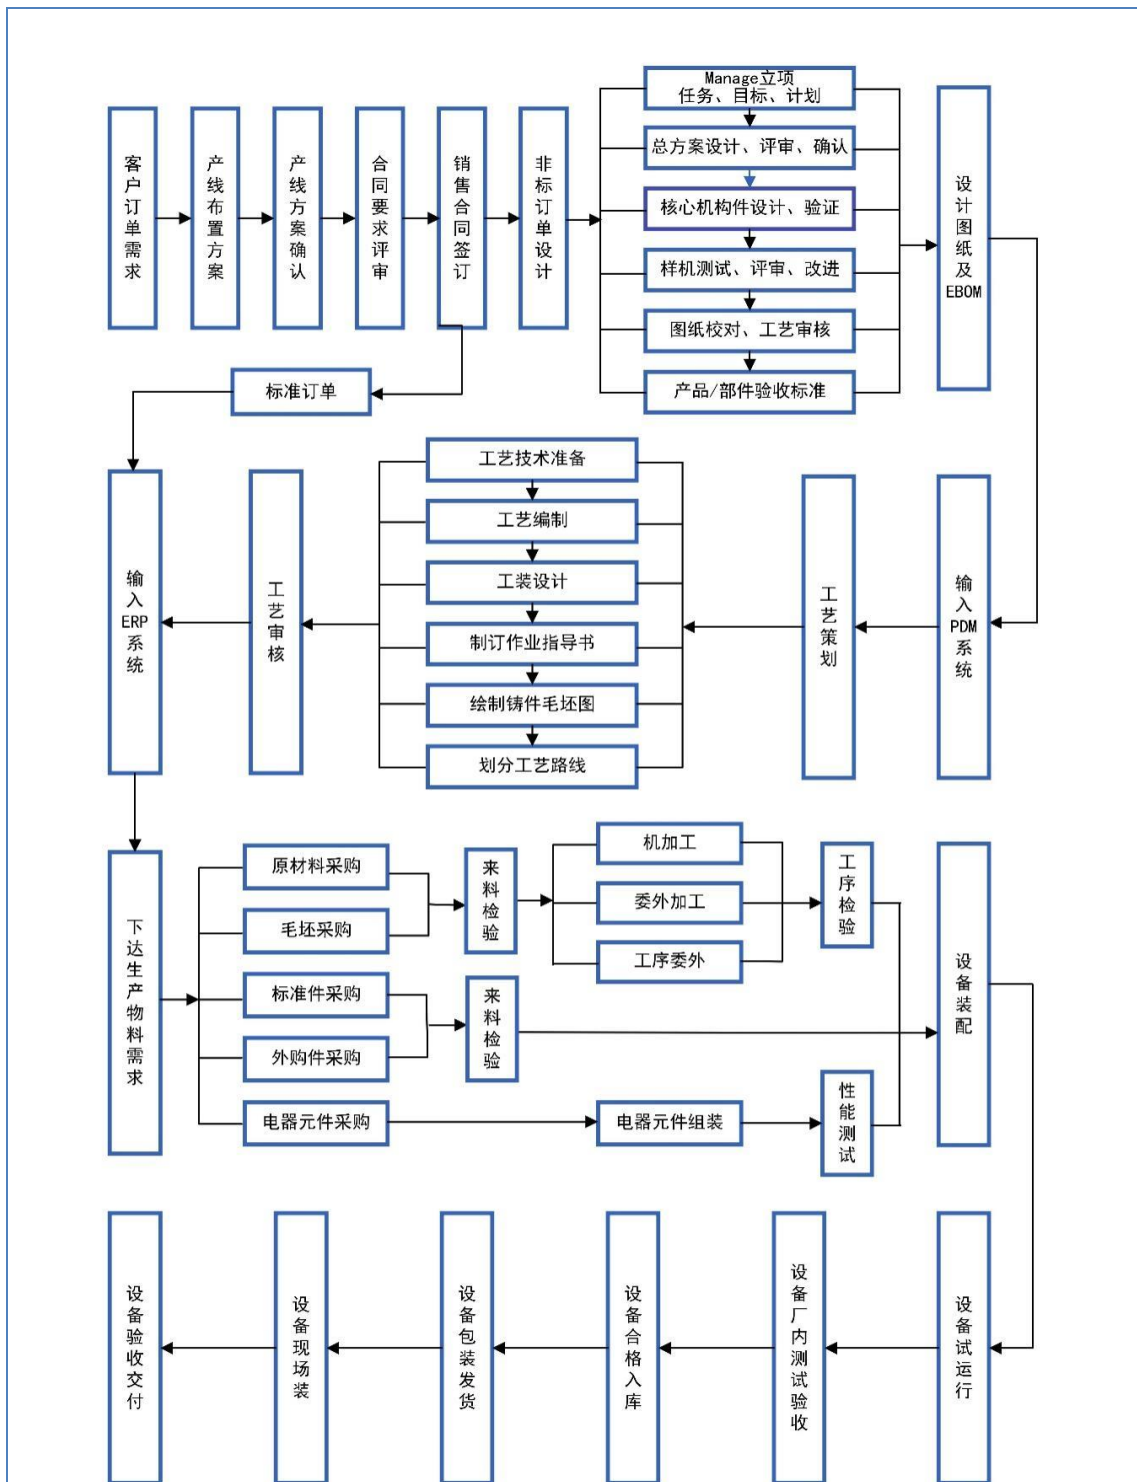 客户订单需求
产线布置方案
产线方案确认
合同要求评审
销售合同签订
非标订单设计
Manage立项
任务、目标、计划
总方案设计、评审、确认
核心机构件设计、验证
样机测试、评审、改进
图纸校对、工艺审核
产品/部件验收标准
设计图纸及
EBOM
标准订单
输入
ERP
系统
工艺审核
工艺技术准备
工艺编制
工装设计
制订作业指导书
绘制铸件毛坯图
划分工艺路线
工艺策划
输入
PDM
系统
下达生产物料需求
原材料采购
毛坯采购
标准件采购
外购件采购
电器元件采购
来料检验
来料检验
机加工
委外加工
工序委外
电器元件组装
工序检验
性能测试
设备装配
设备验收交付
设备现场装
设备包装发货
设备合格入库
设备厂内测试验收
设备试运行